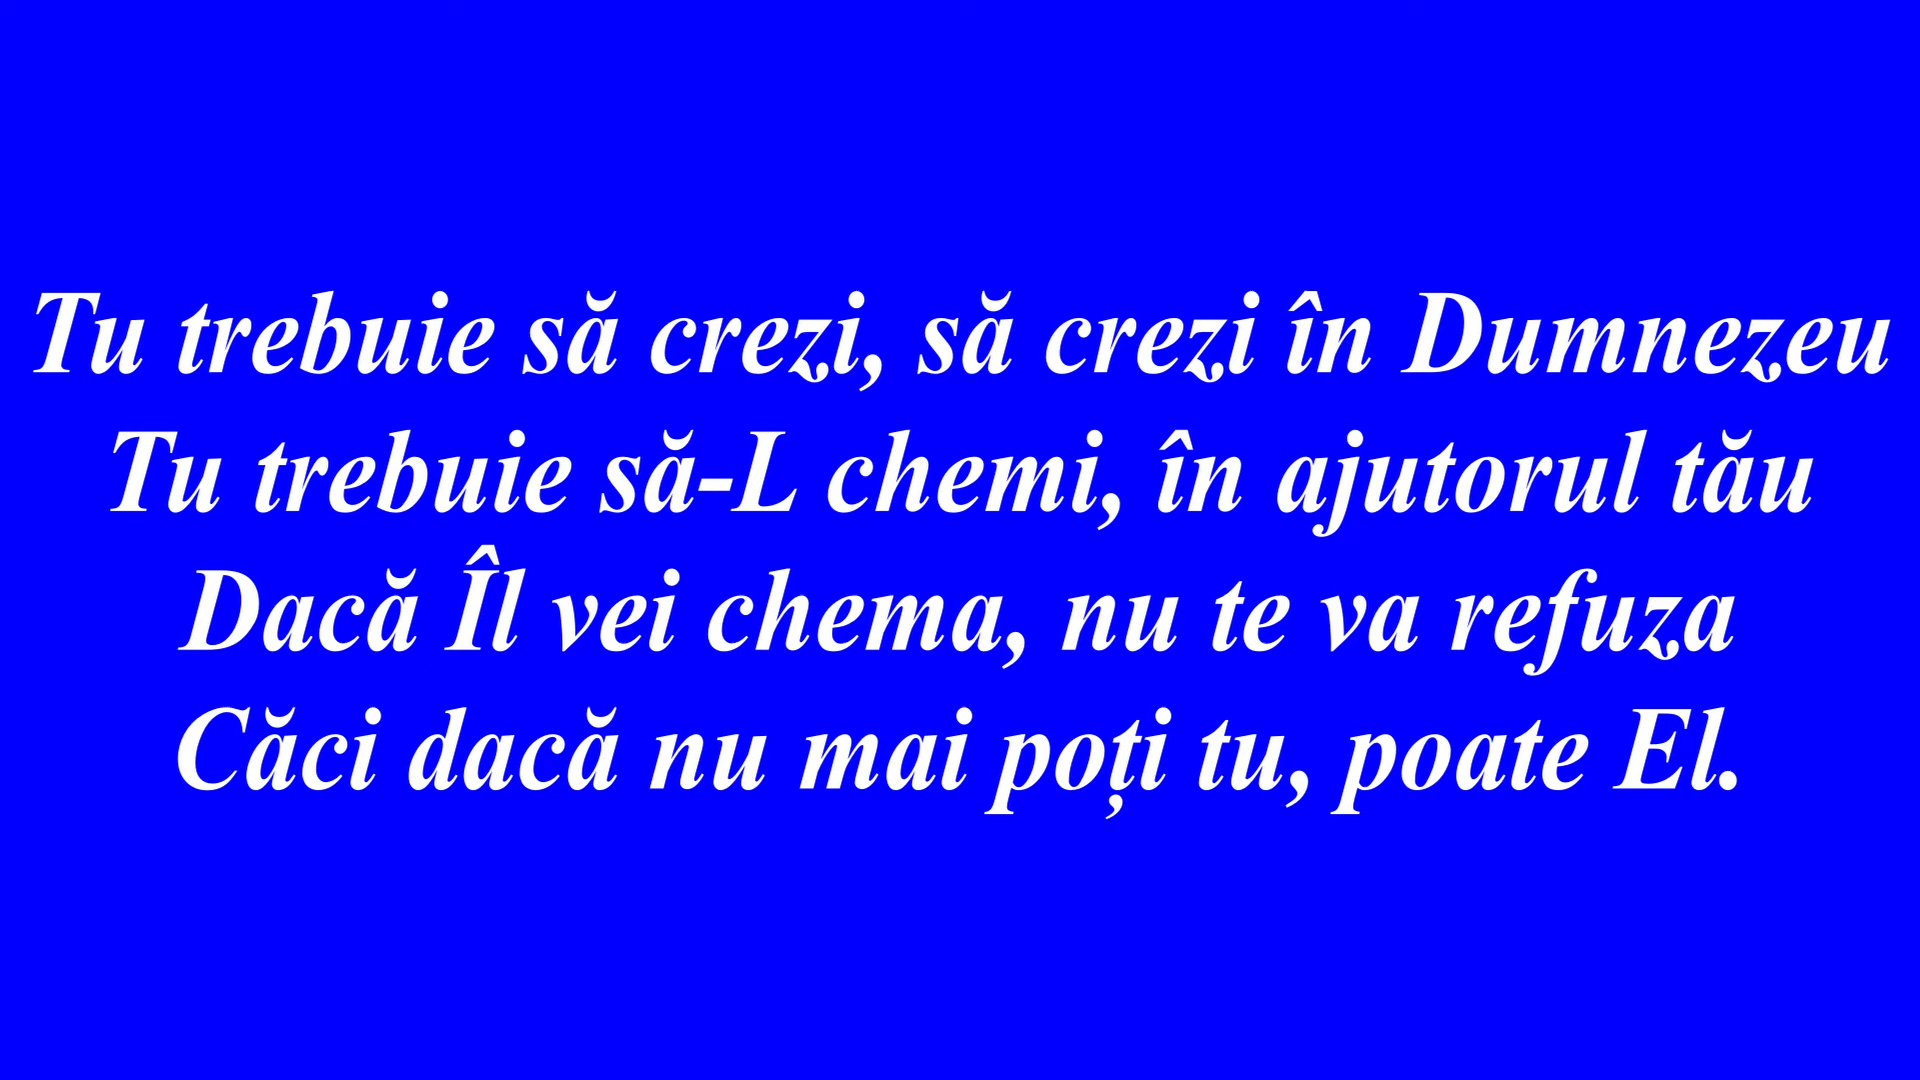 Tu trebuie să crezi, să crezi în Dumnezeu
Tu trebuie să-L chemi, în ajutorul tău
Dacă Îl vei chema, nu te va refuza
Căci dacă nu mai poți tu, poate El.